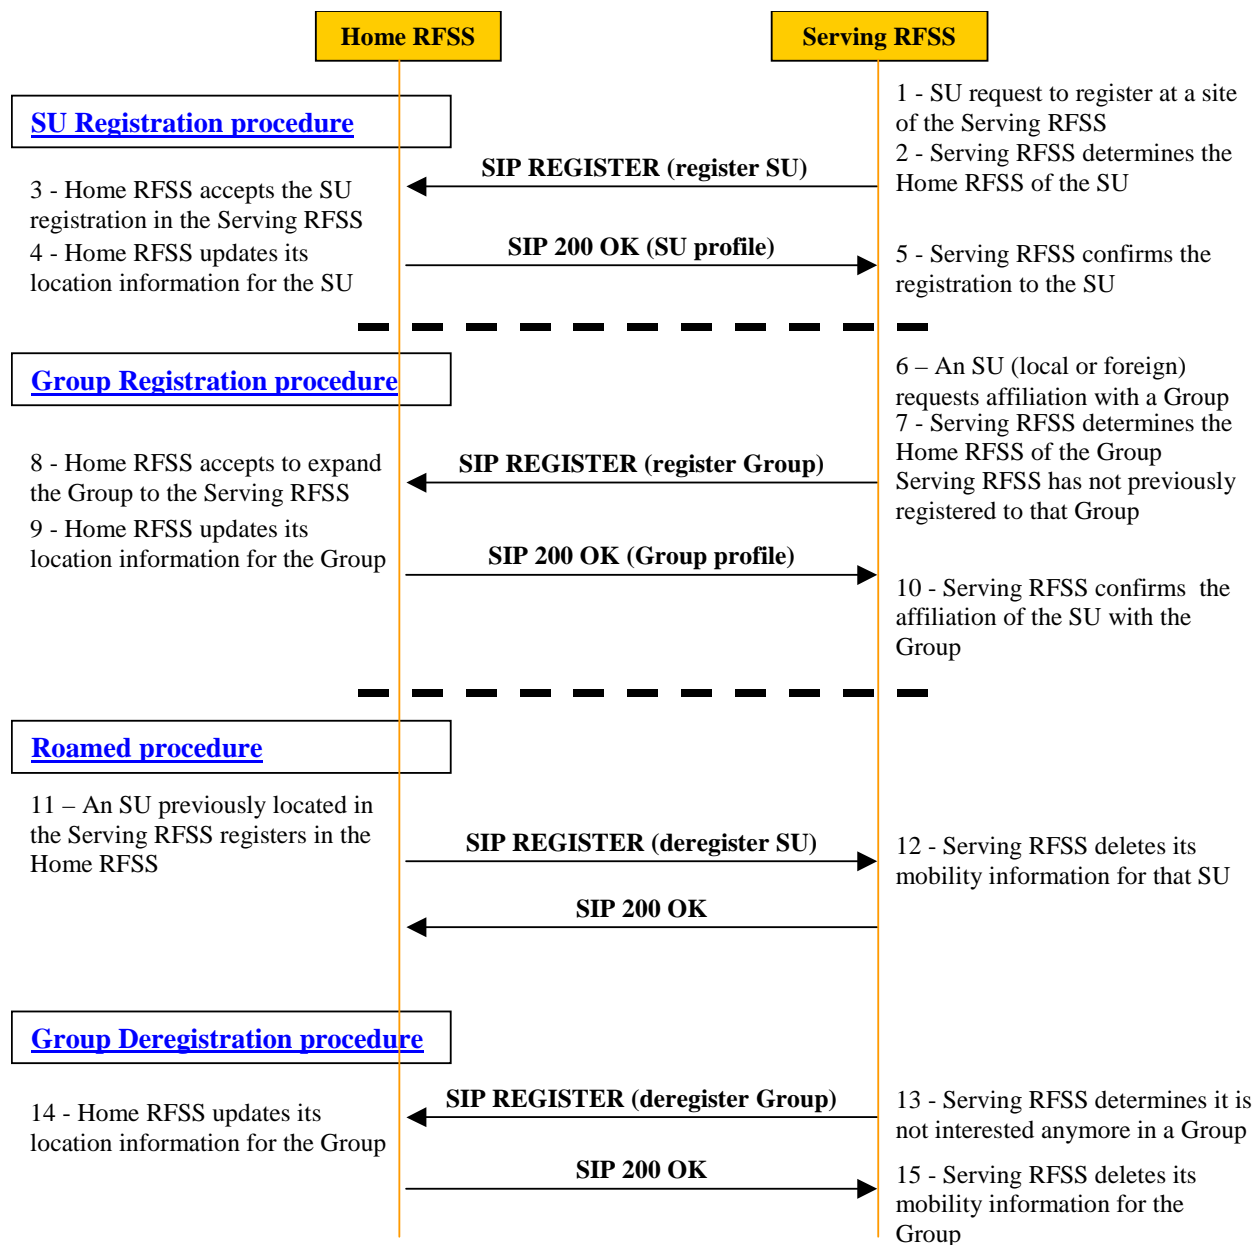 Home RFSS
Serving RFSS
SU Registration procedure
1 - SU request to register at a site
of the Serving RFSS
2 - Serving RFSS determines the
Home RFSS of the SU
SIP REGISTER (register SU)
3 - Home RFSS accepts the SU
registration in the Serving RFSS
4 - Home RFSS updates its
location information for the SU
SIP 200 OK (SU profile)
5 - Serving RFSS confirms the
registration to the SU
Group Registration procedure
6 – An SU (local or foreign)
requests affiliation with a Group
7 - Serving RFSS determines the
Home RFSS of the Group
Serving RFSS has not previously
registered to that Group
SIP REGISTER (register Group)
8 - Home RFSS accepts to expand
the Group to the Serving RFSS
9 - Home RFSS updates its
location information for the Group
SIP 200 OK (Group profile)
10 - Serving RFSS confirms  the
affiliation of the SU with the
Group
Roamed procedure
11 – An SU previously located in
the Serving RFSS registers in the
Home RFSS
SIP REGISTER (deregister SU)
12 - Serving RFSS deletes its
mobility information for that SU
SIP 200 OK
Group Deregistration procedure
SIP REGISTER (deregister Group)
13 - Serving RFSS determines it is
not interested anymore in a Group
14 - Home RFSS updates its
location information for the Group
SIP 200 OK
15 - Serving RFSS deletes its
mobility information for the
Group